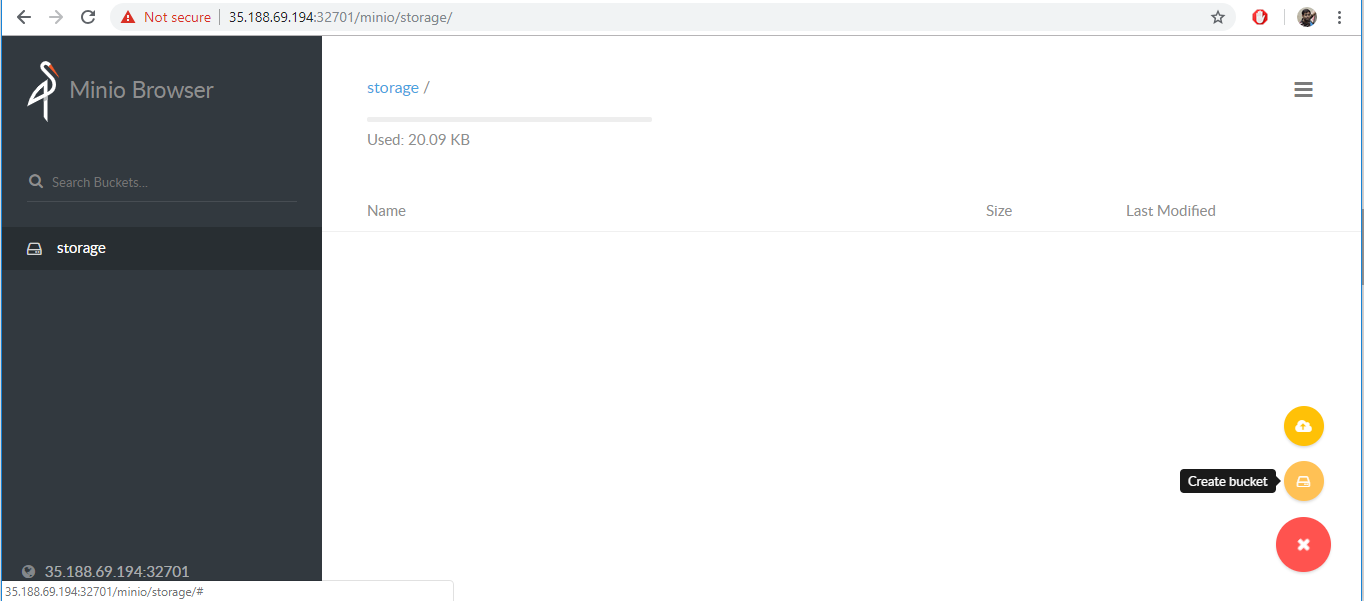 Not secure 35.188.69.194:32701/minio/storage/
Minio Browser
Search Buckets...
storage
35.188.69.194:32701
35.188.69.194:32701/minio/storage/#
storage /
Used: 20.09 KB
Name Size Last Modified
Create bucket